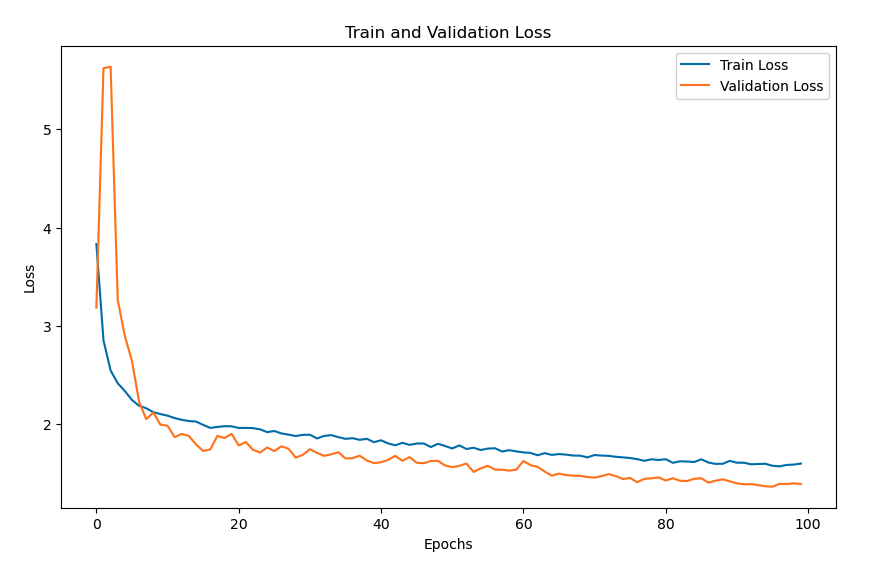 Train and Validation Loss
Train Loss
Validation Loss
5
4
3
2
Loss
0
20
40
60
80
100
Epochs